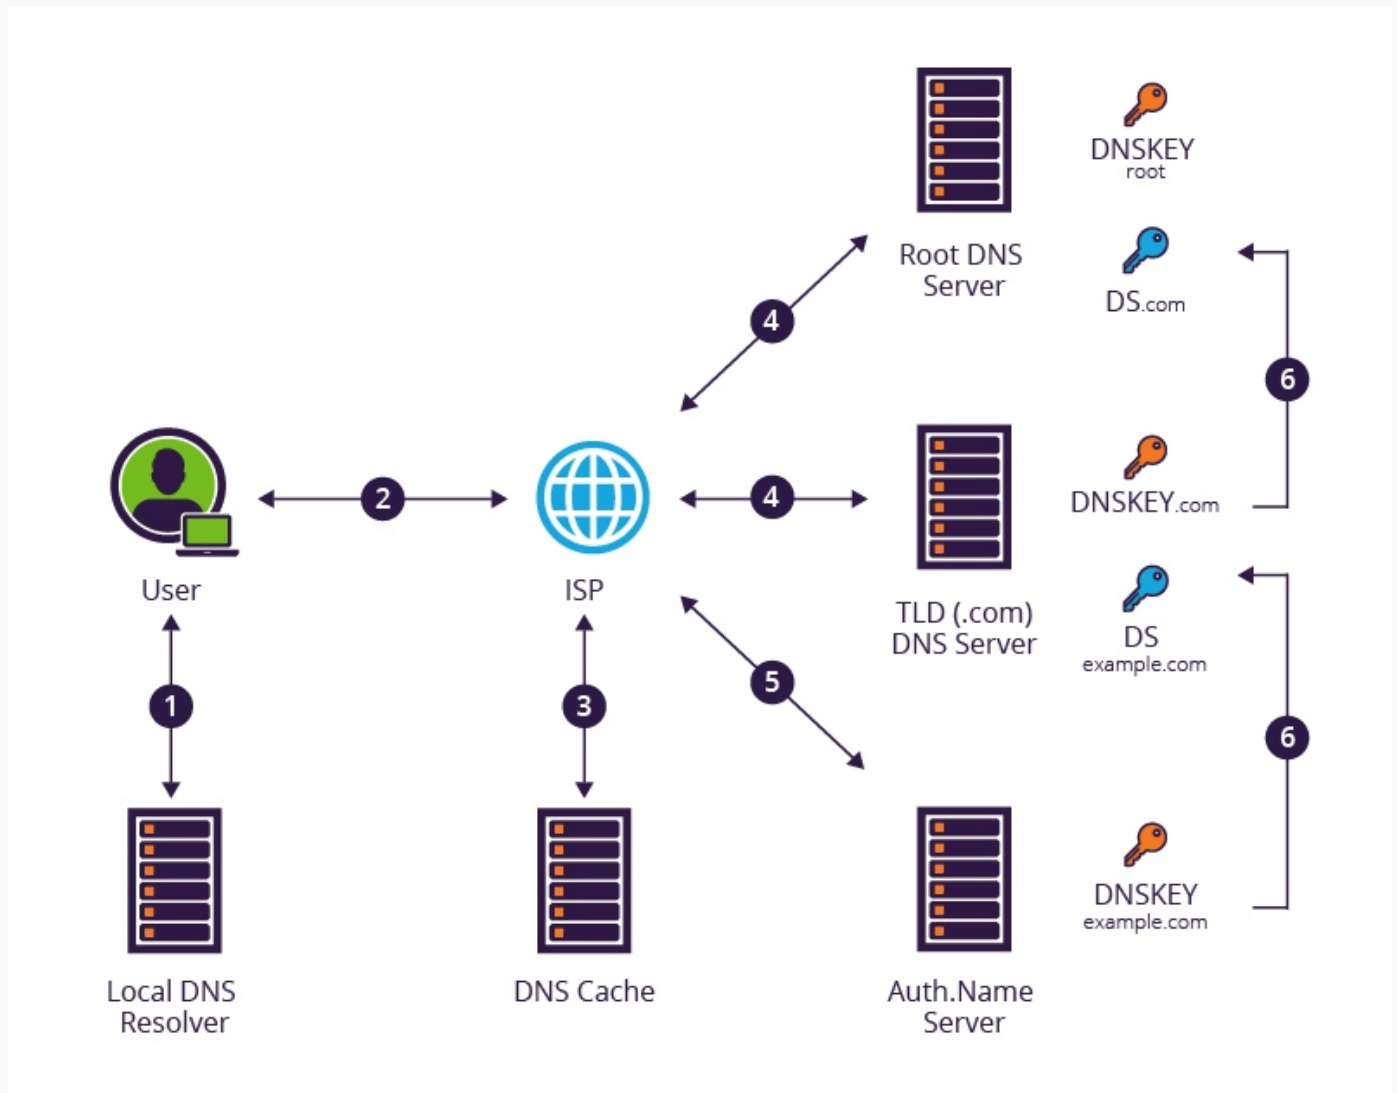 DNSKEY
root
Root DNS
Server
DS.com
4
6
2
4
DNSKEY.com
User
ISP
TLD (.com)
DNS Server
DS
example.com
1
3
5
6
DNSKEY
example.com
Local DNS
Resolver
DNS Cache
Auth.Name
Server